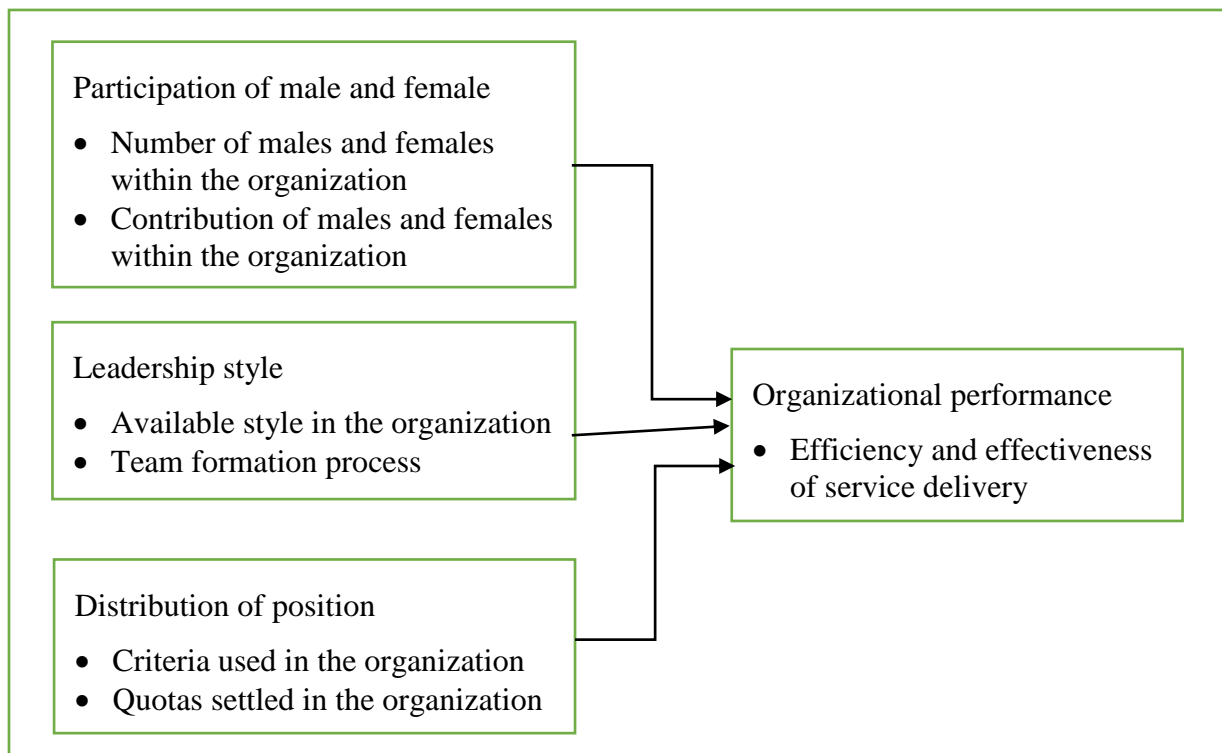 Participation of male and female
• Number of males and females
within the organization
• Contribution of males and females
within the organization
Leadership style
• Available style in the organization
• Team formation process
Distribution of position
• Criteria used in the organization
• Quotas settled in the organization
Organizational performance
• Efficiency and effectiveness
of service delivery